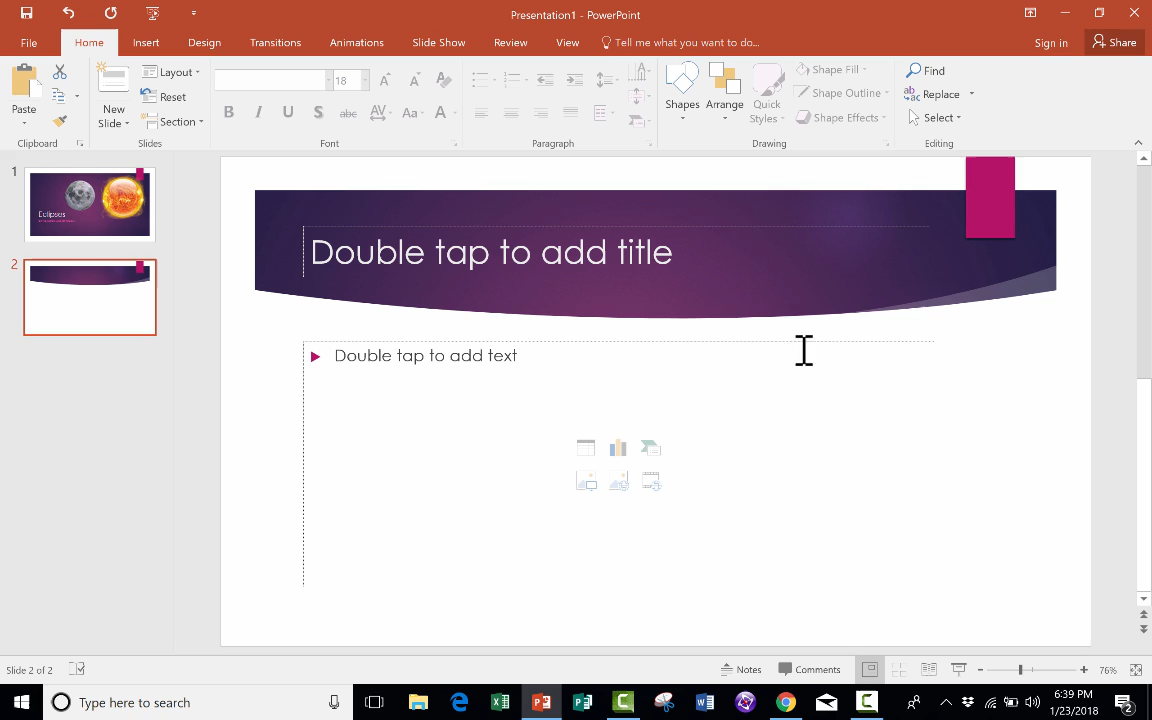 Presentation1 - PowerPoint
File Home Insert Design Transitions Animations Slide Show Review View Tell me what you want to do... Sign in Share
Paste
New Slide
Layout
Reset
Section
18
B I U S abc AV Aa A
Shapes
Arrange
Quick Styles
Shape Fill
Shape Outline
Shape Effects
Find
Replace
Select
Clipboard Slides Font Paragraph Drawing Editing
1
Eclipses
2
Double tap to add title
Double tap to add text
Slide 2 of 2 Notes Comments 76%
Type here to search
6:39 PM
1/23/2018
2